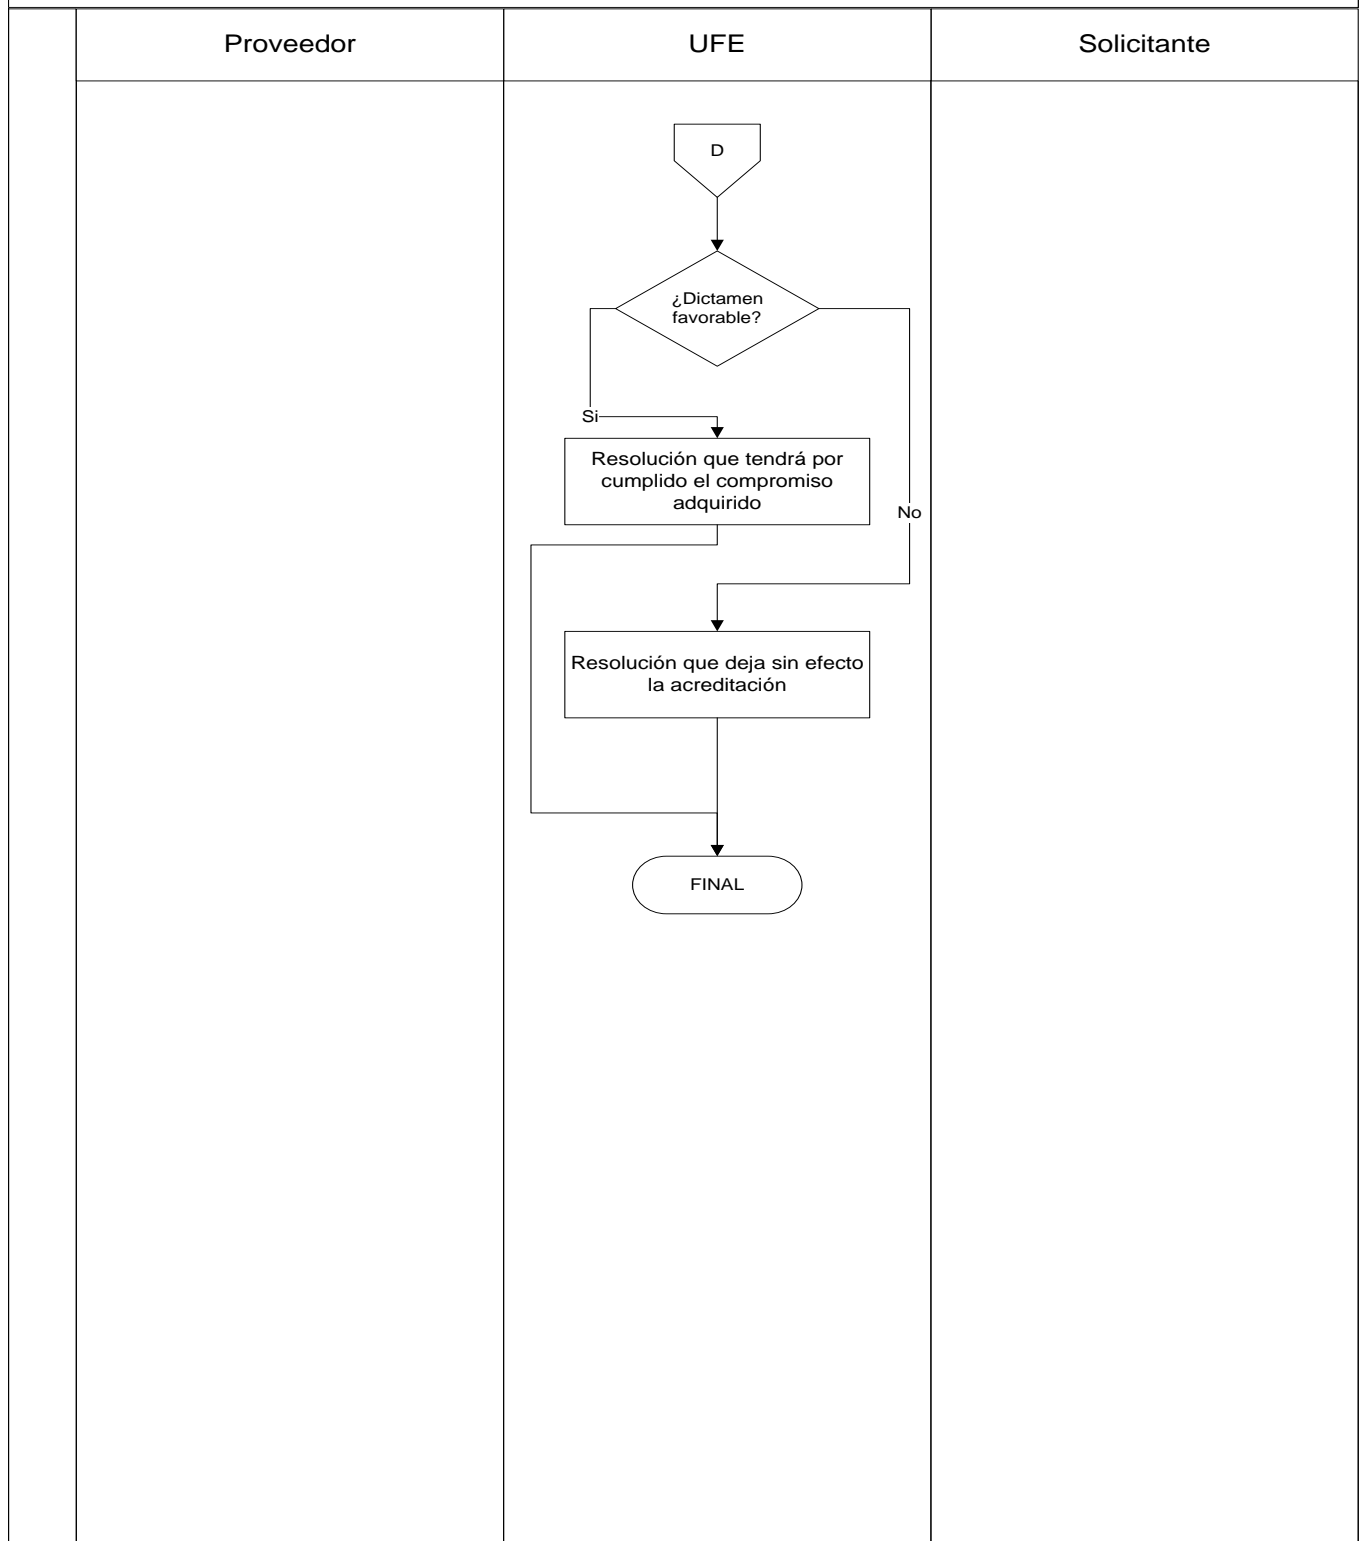 Proveedor
UFE
Solicitante
D
¿Dictamen
favorable?
Si
Resolución que tendrá por
cumplido el compromiso
adquirido
No
Resolución que deja sin efecto
la acreditación
FINAL